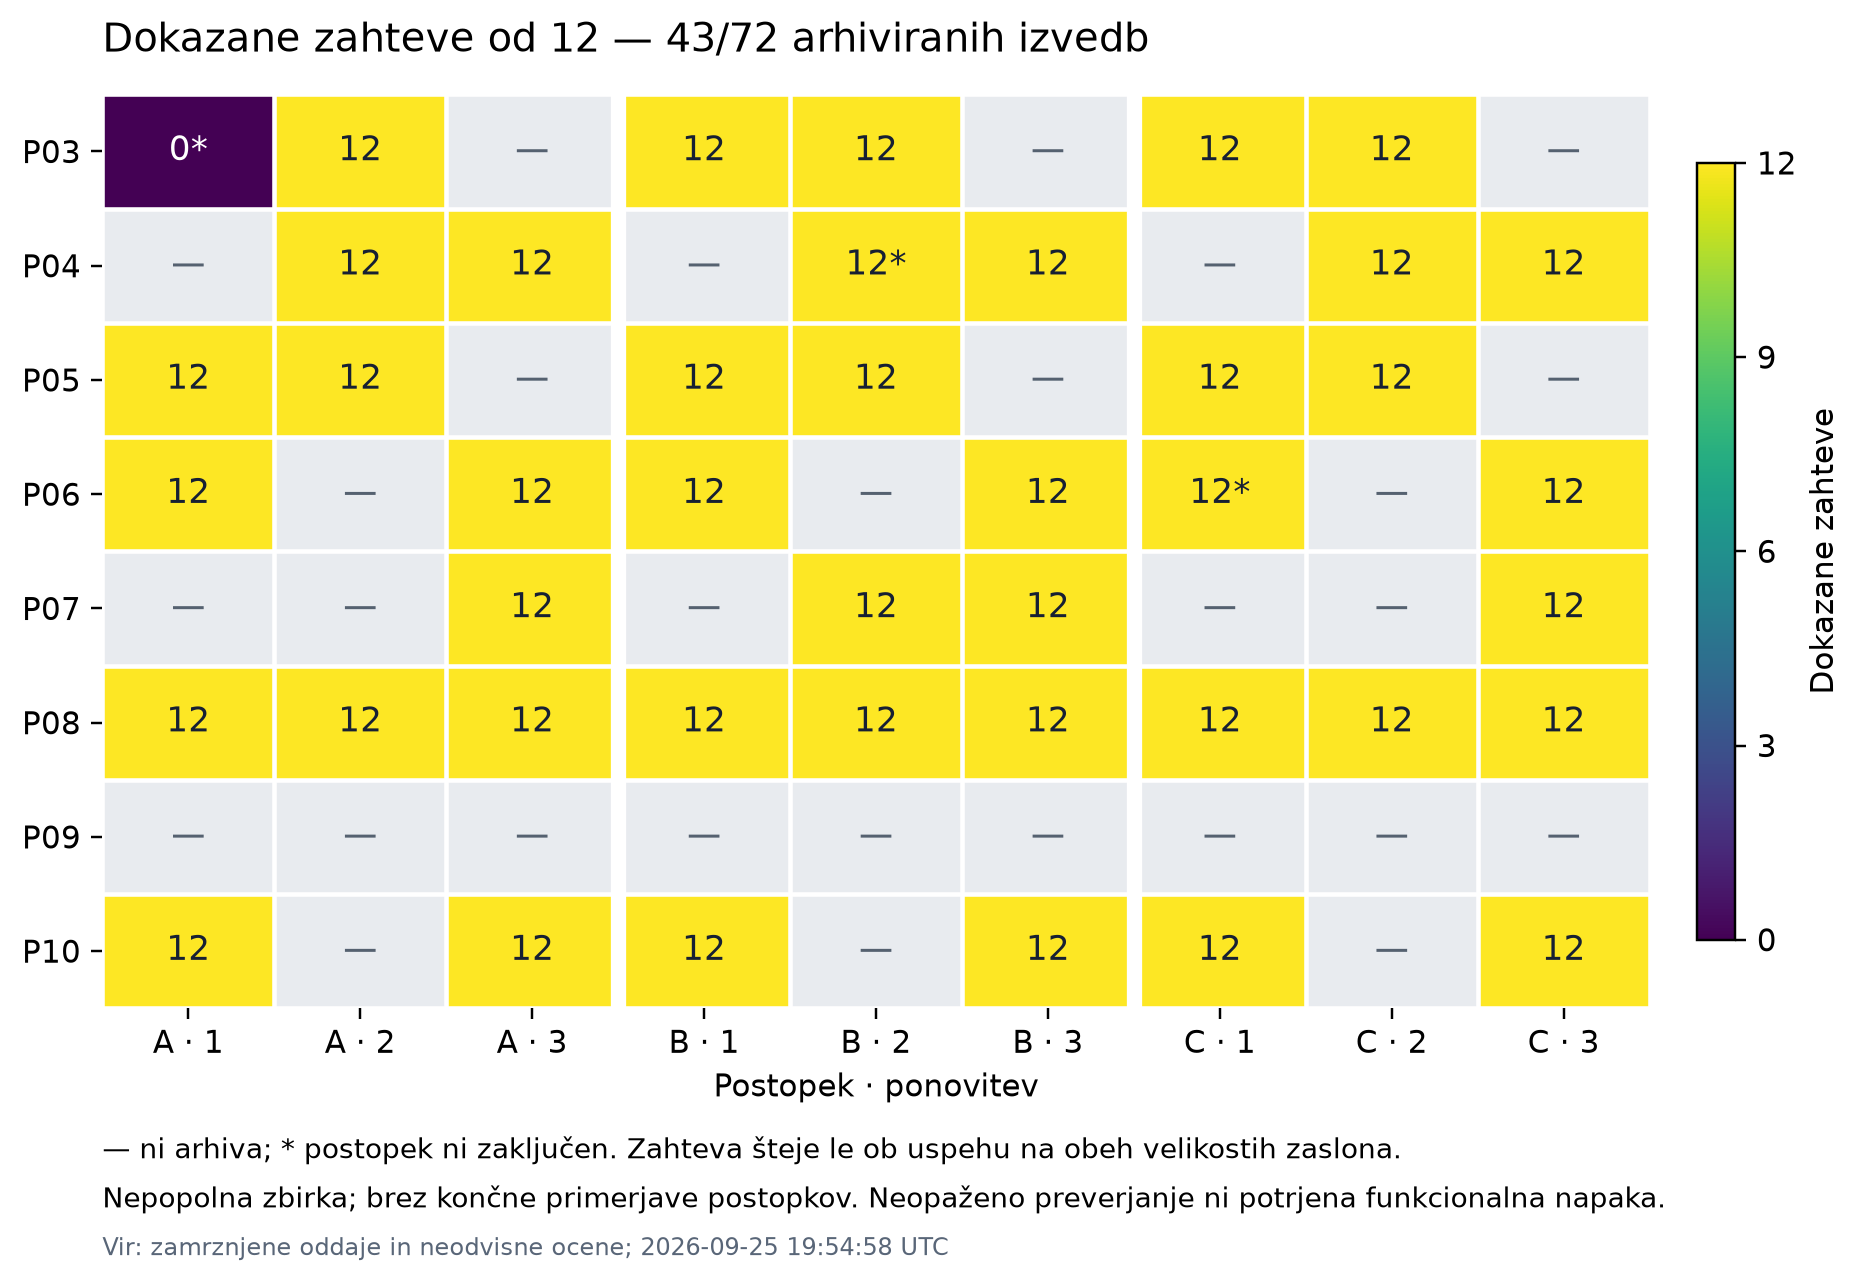 Dokazane zahteve od 12 — 43/72 arhiviranih izvedb
P03 0* 12 — 12 12 — 12 12 —
P04 — 12 12 — 12* 12 — 12 12
P05 12 12 — 12 12 — 12 12 —
P06 12 — 12 12 — 12 12* — 12
P07 — — 12 — 12 12 — — 12
P08 12 12 12 12 12 12 12 12 12
P09 — — — — — — — — —
P10 12 — 12 12 — 12 12 — 12
A · 1 A · 2 A · 3 B · 1 B · 2 B · 3 C · 1 C · 2 C · 3
Postopek · ponovitev
12
9
6
3
0
Dokazane zahteve
— ni arhiva; * postopek ni zaključen. Zahteva šteje le ob uspehu na obeh velikostih zaslona.
Nepopolna zbirka; brez končne primerjave postopkov. Neopaženo preverjanje ni potrjena funkcionalna napaka.
Vir: zamrznjene oddaje in neodvisne ocene; 2026-09-25 19:54:58 UTC